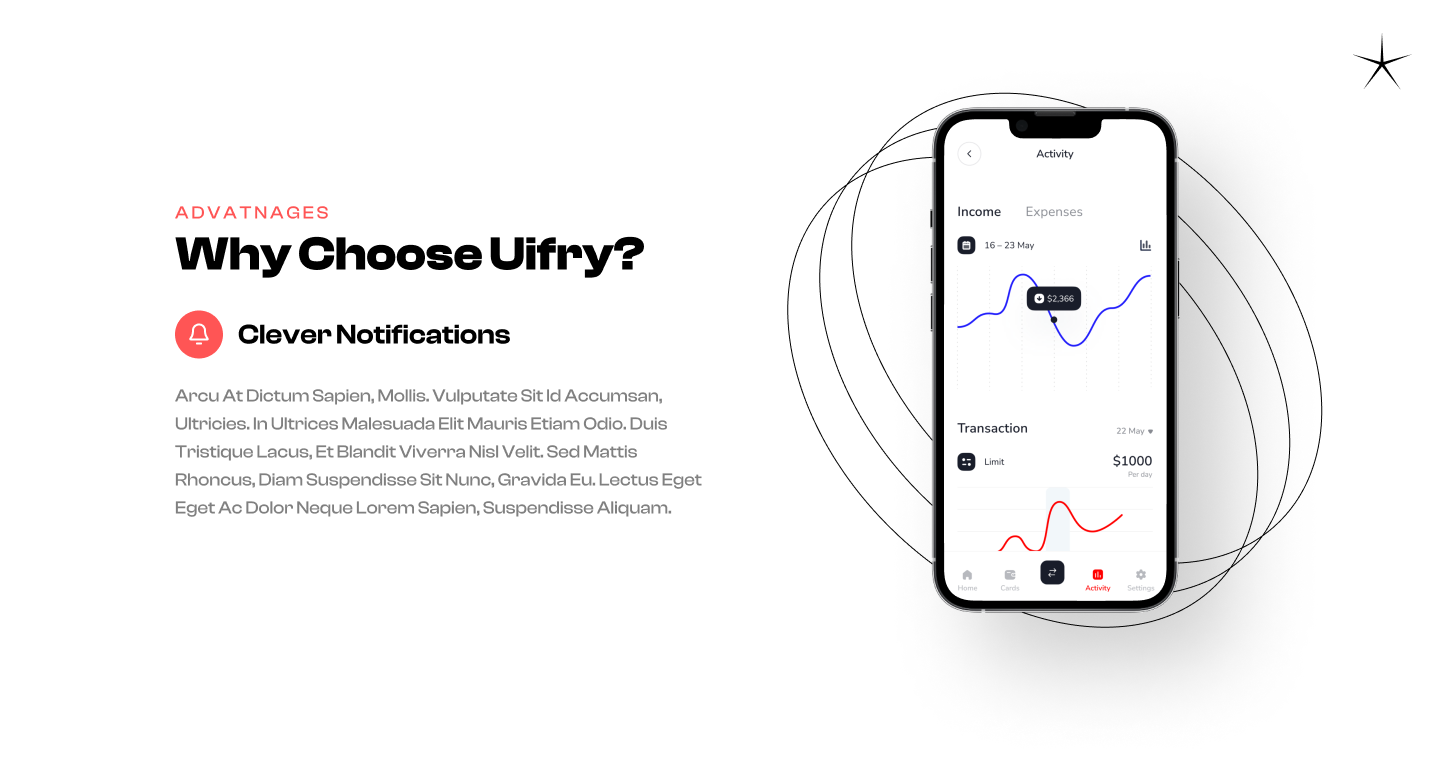 ADVATNAGES
Why Choose Uifry?
Clever Notifications
Arcu At Dictum Sapien, Mollis. Vulputate Sit Id Accumsan,
Ultricies. In Ultrices Malesuada Elit Mauris Etiam Odio. Duis
Tristique Lacus, Et Blandit Viverra Nisl Velit. Sed Mattis
Rhoncus, Diam Suspendisse Sit Nunc, Gravida Eu. Lectus Eget
Eget Ac Dolor Neque Lorem Sapien, Suspendisse Aliquam.
Activity
Income Expenses
16 – 23 May
$2,366
Transaction 22 May
Limit $1000
Per day
Home Cards Activity Settings